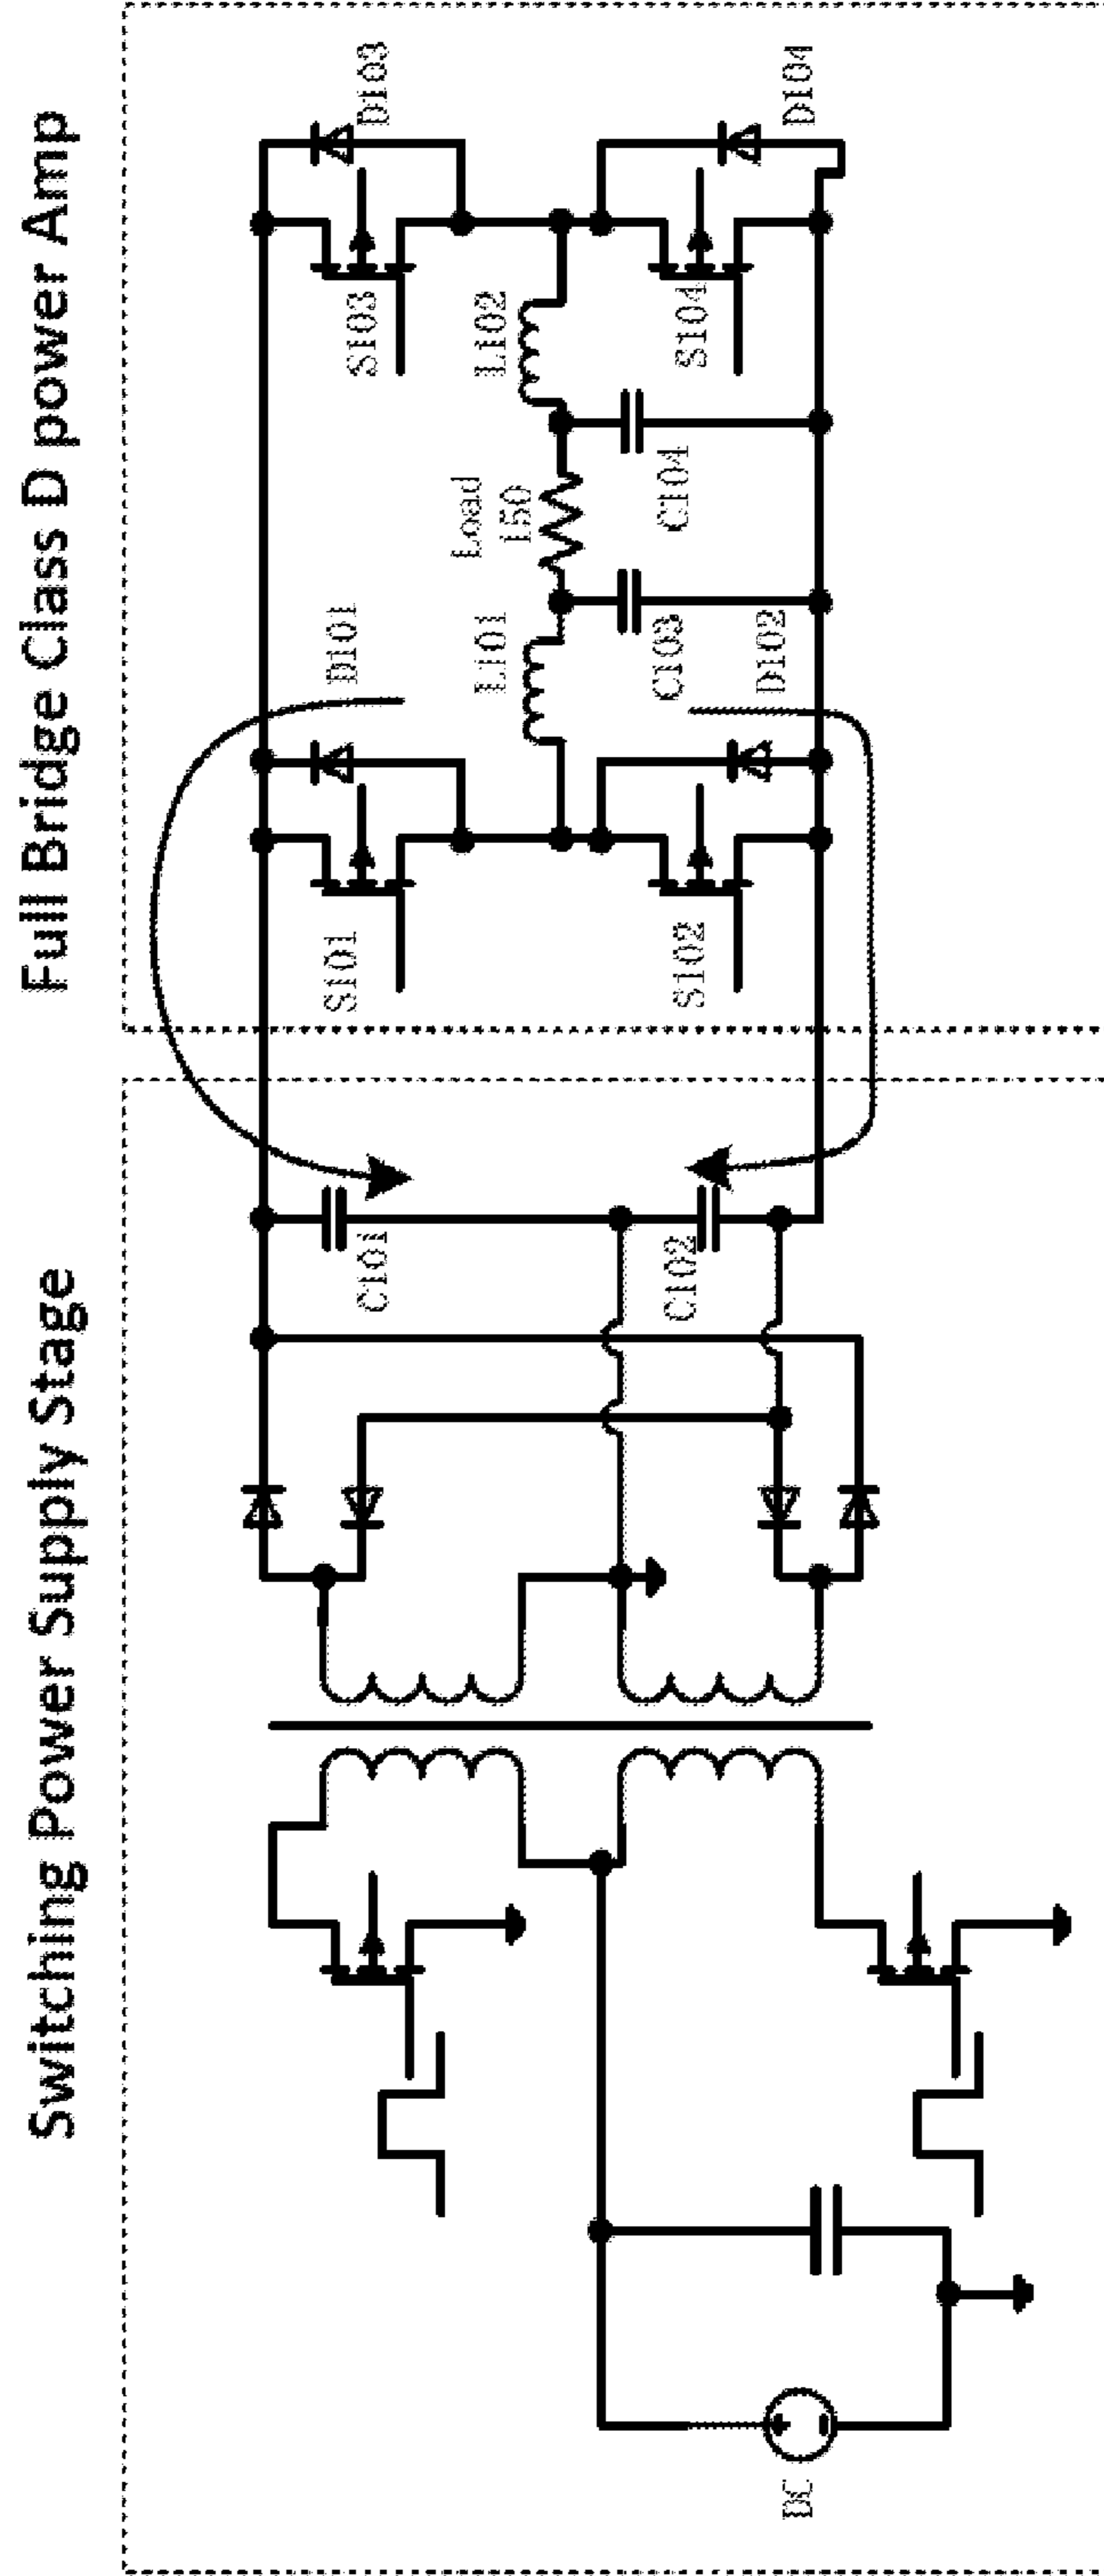 Switching Power Supply Stage
Full Bridge Class D power Amp
DC
C101
C102
S101
D101
S102
D102
L101
C103
Load
150
C104
L102
S103
D103
S104
D104